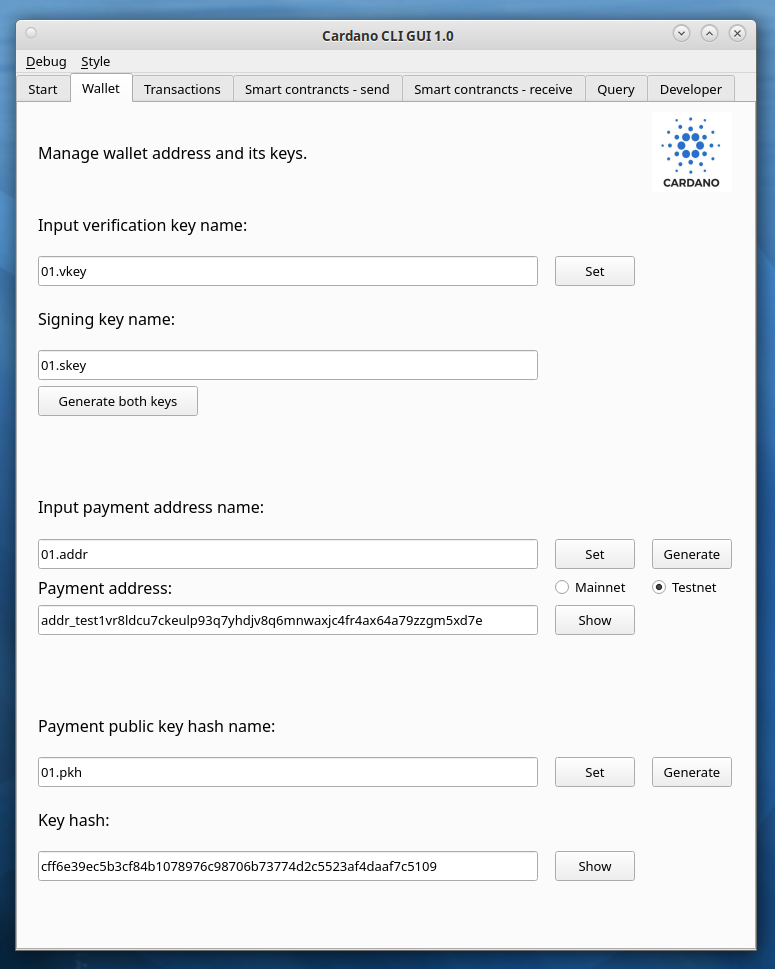 Cardano CLI GUI 1.0
Debug Style
Start Wallet Transactions Smart contrancts - send Smart contrancts - receive Query Developer
Manage wallet address and its keys.
CARDANO
Input verification key name:
01.vkey Set
Signing key name:
01.skey
Generate both keys
Input payment address name:
01.addr Set Generate
Payment address: Mainnet Testnet
addr_test1vr8ldcu7ckeulp93q7yhdjv8q6mnwaxjc4fr4ax64a79zzgm5xd7e Show
Payment public key hash name:
01.pkh Set Generate
Key hash:
cff6e39ec5b3cf84b1078976c98706b73774d2c5523af4daaf7c5109 Show